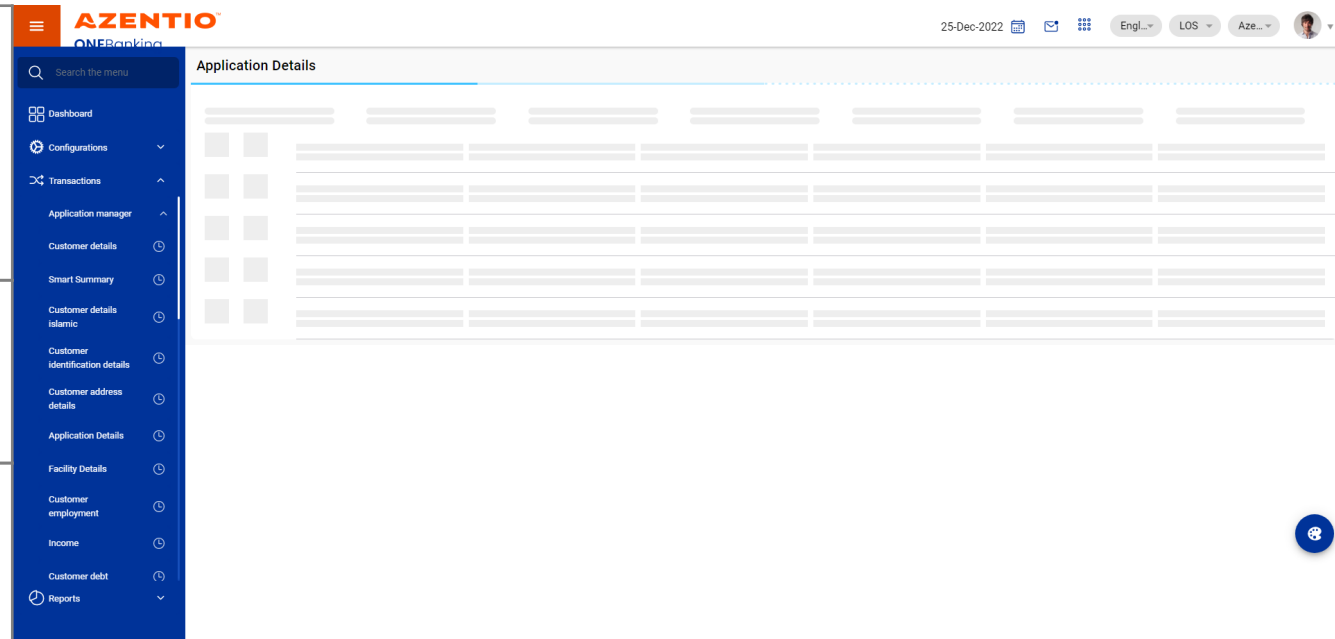 AZENTIO™
ONEBanking
25-Dec-2022
Engl...
LOS
Aze...
Search the menu
Application Details
Dashboard
Configurations
Transactions
Application manager
Customer details
Smart Summary
Customer details
islamic
Customer
identification details
Customer address
details
Application Details
Facility Details
Customer
employment
Income
Customer debt
Reports